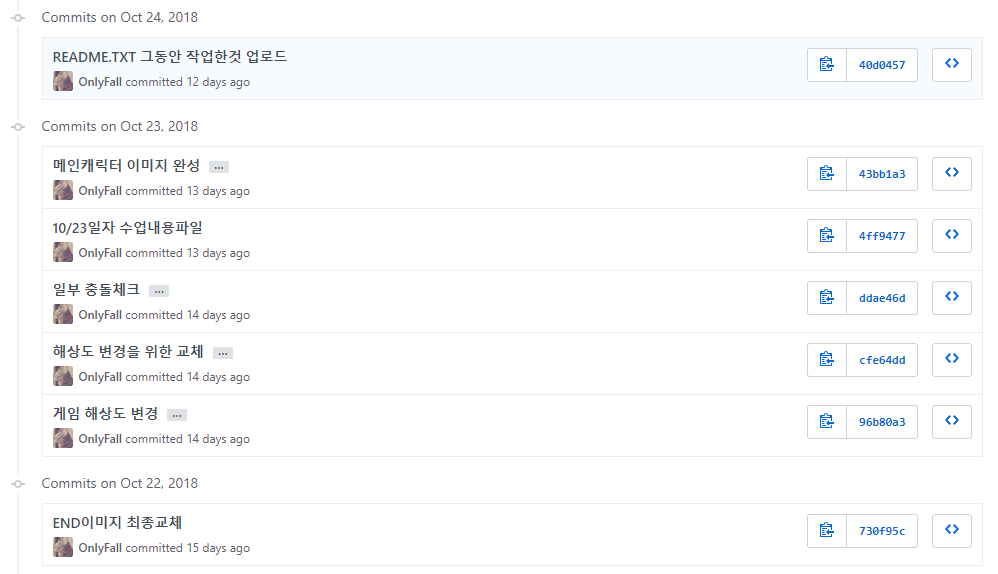 Commits on Oct 24, 2018
README.TXT 그동안 작업한것 업로드
OnlyFall committed 12 days ago
40d0457
Commits on Oct 23, 2018
메인캐릭터 이미지 완성 …
OnlyFall committed 13 days ago
43bb1a3
10/23일자 수업내용파일
OnlyFall committed 13 days ago
4ff9477
일부 충돌체크 …
OnlyFall committed 14 days ago
ddae46d
해상도 변경을 위한 교체 …
OnlyFall committed 14 days ago
cfe64dd
게임 해상도 변경 …
OnlyFall committed 14 days ago
96b80a3
Commits on Oct 22, 2018
END이미지 최종교체
OnlyFall committed 15 days ago
730f95c